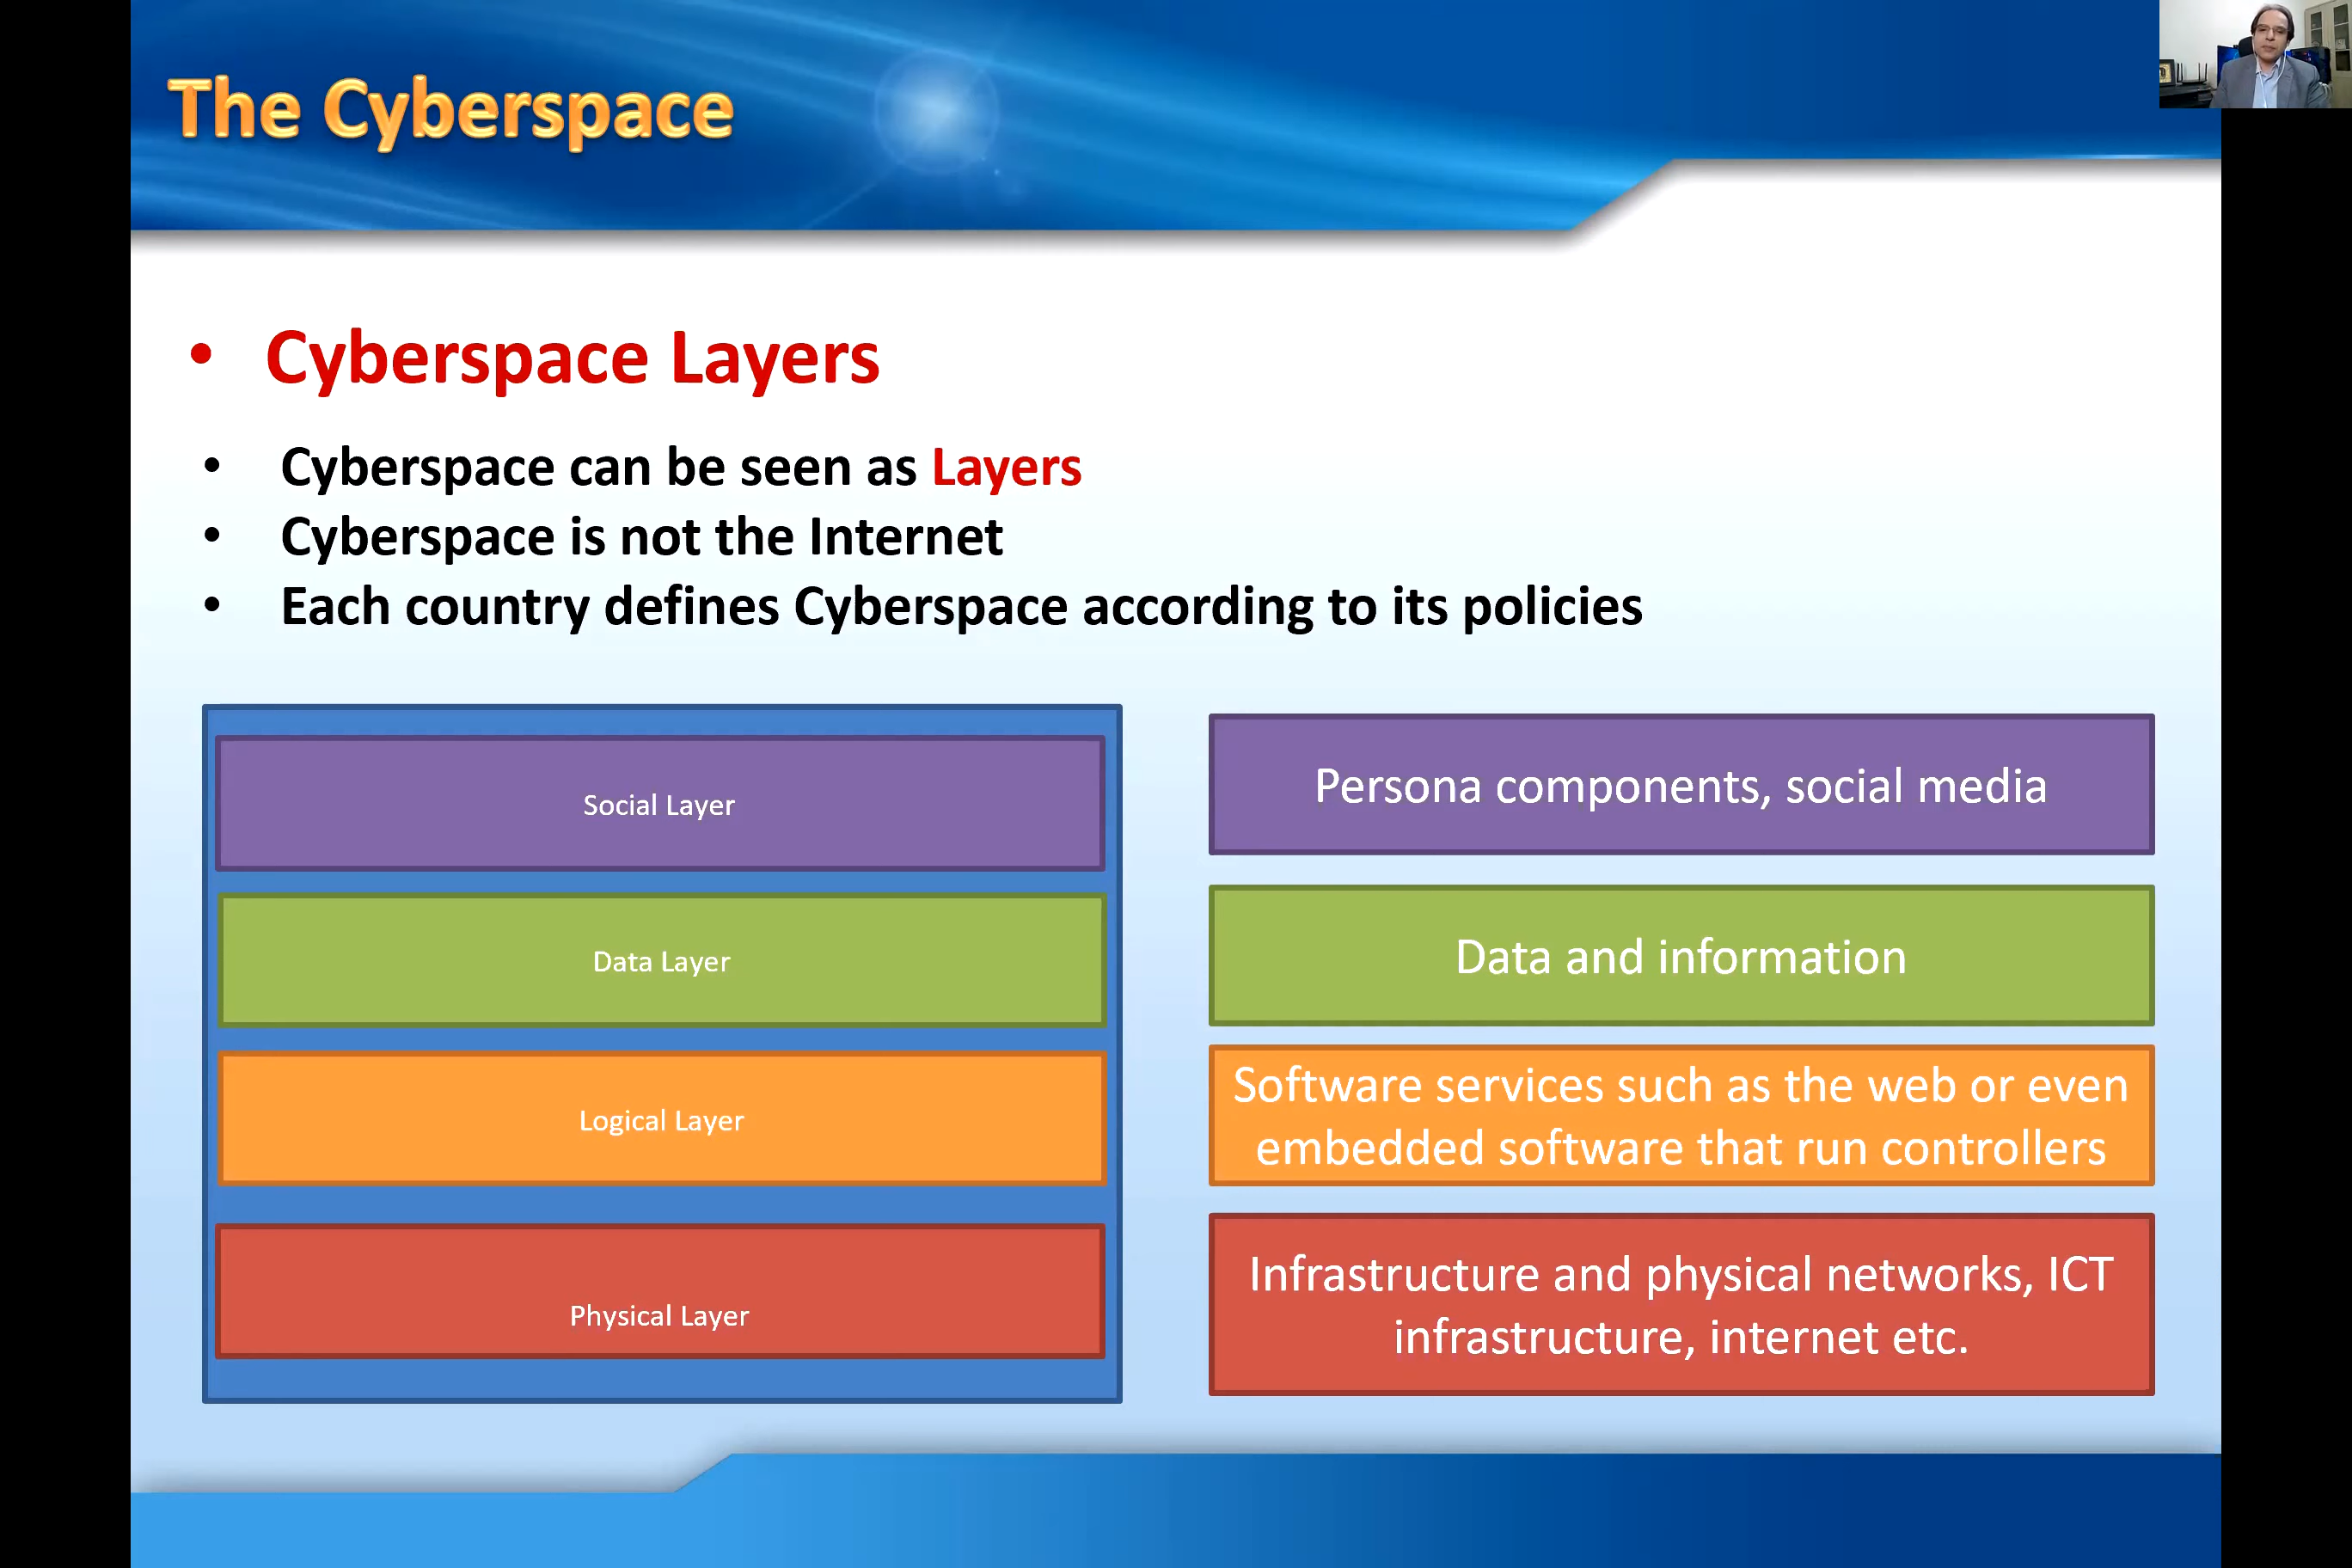 The Cyberspace
• Cyberspace Layers
• Cyberspace can be seen as Layers
• Cyberspace is not the Internet
• Each country defines Cyberspace according to its policies
Social Layer
Persona components, social media
Data Layer
Data and information
Logical Layer
Software services such as the web or even
embedded software that run controllers
Physical Layer
Infrastructure and physical networks, ICT
infrastructure, internet etc.